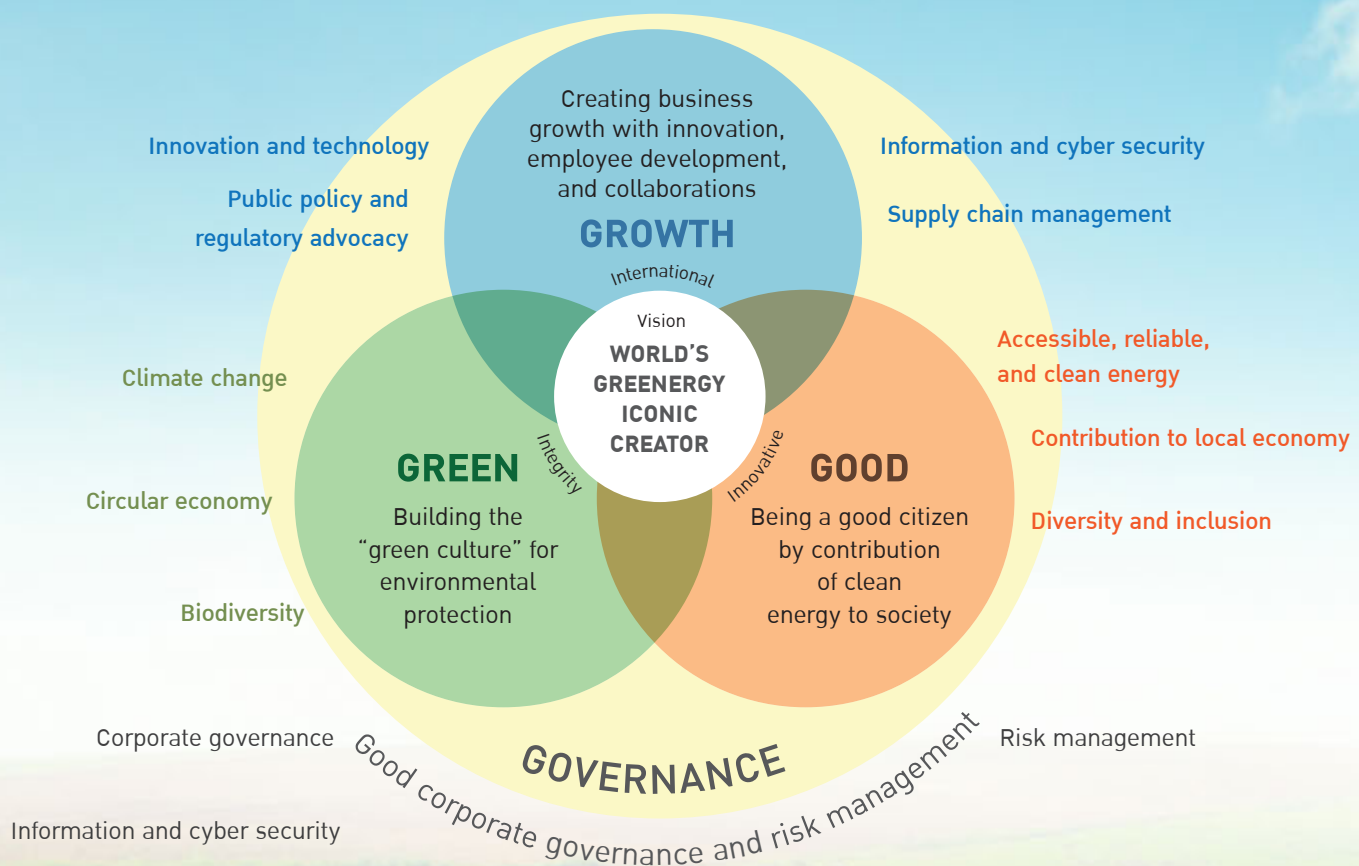 Creating business
growth with innovation,
employee development,
and collaborations
GROWTH
International
Innovation and technology
Public policy and
regulatory advocacy
Information and cyber security
Supply chain management
Vision
WORLD'S
GREENERGY
ICONIC
CREATOR
Integrity
Innovative
Climate change
Circular economy
Biodiversity
GREEN
Building the
“green culture” for
environmental
protection
GOOD
Being a good citizen
by contribution
of clean
energy to society
Accessible, reliable,
and clean energy
Contribution to local economy
Diversity and inclusion
GOVERNANCE
Good corporate governance and risk management
Corporate governance
Risk management
Information and cyber security